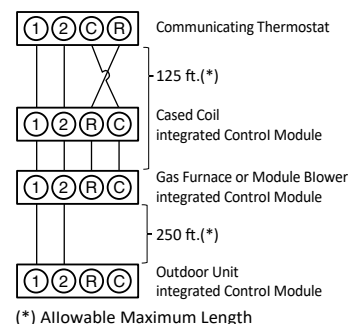 1 2 C R
Communicating Thermostat
125 ft.(*)
1 2 R C
Cased Coil
integrated Control Module
1 2 R C
Gas Furnace or Module Blower
integrated Control Module
250 ft.(*)
1 2 R C
Outdoor Unit
integrated Control Module
(*) Allowable Maximum Length